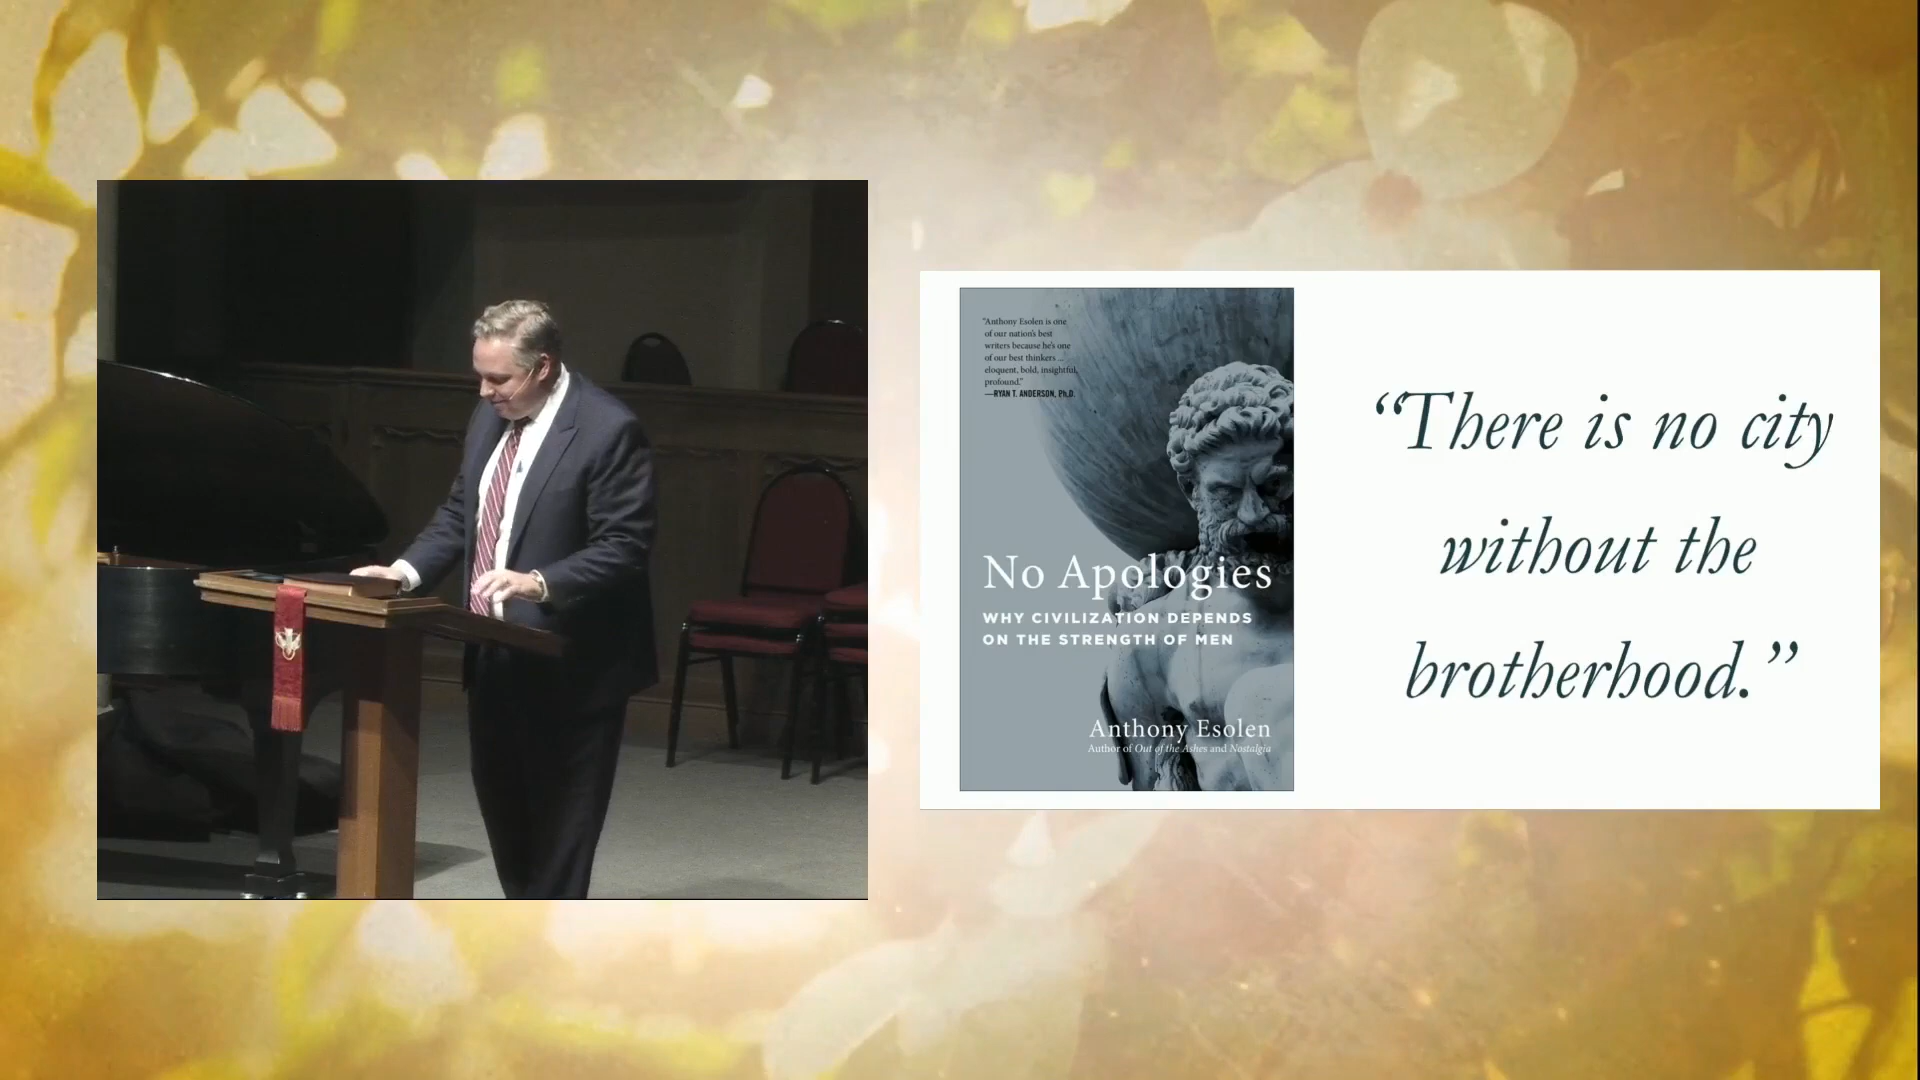 “Anthony Esolen is one
of our nation's best
writers because he's one
of our best thinkers ...
eloquent, bold, insightful,
profound.”
—RYAN T. ANDERSON, Ph.D.
No Apologies
WHY CIVILIZATION DEPENDS
ON THE STRENGTH OF MEN
Anthony Esolen
Author of Out of the Ashes and Nostalgia
“There is no city
without the
brotherhood.”